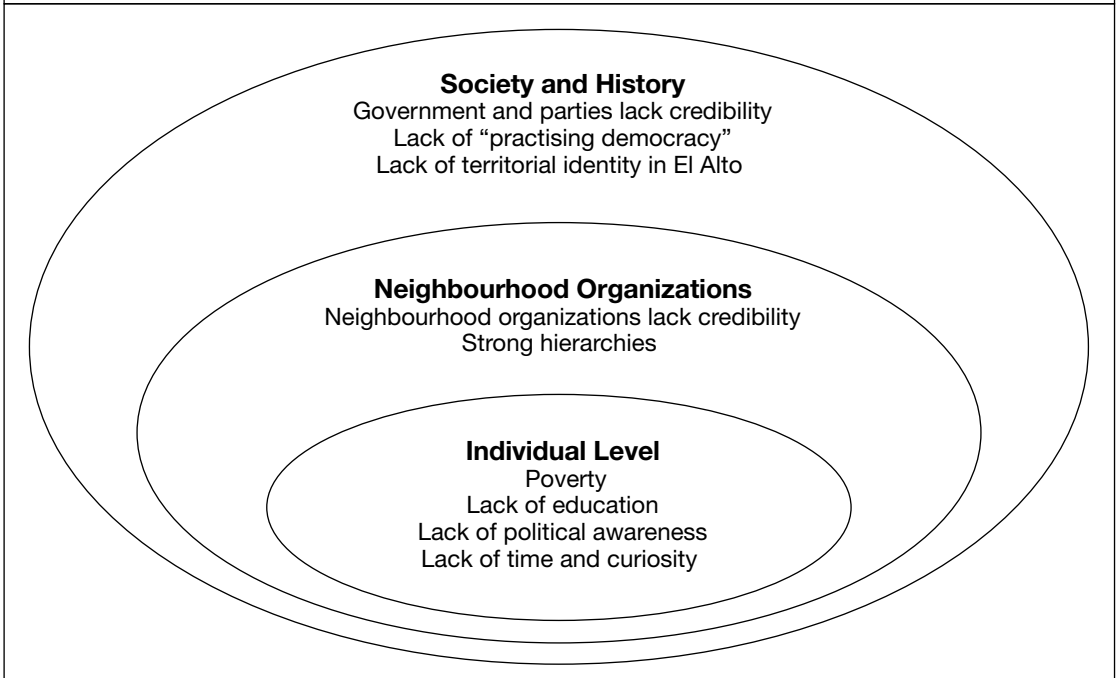 Society and History
Government and parties lack credibility
Lack of “practising democracy”
Lack of territorial identity in El Alto
Neighbourhood Organizations
Neighbourhood organizations lack credibility
Strong hierarchies
Individual Level
Poverty
Lack of education
Lack of political awareness
Lack of time and curiosity